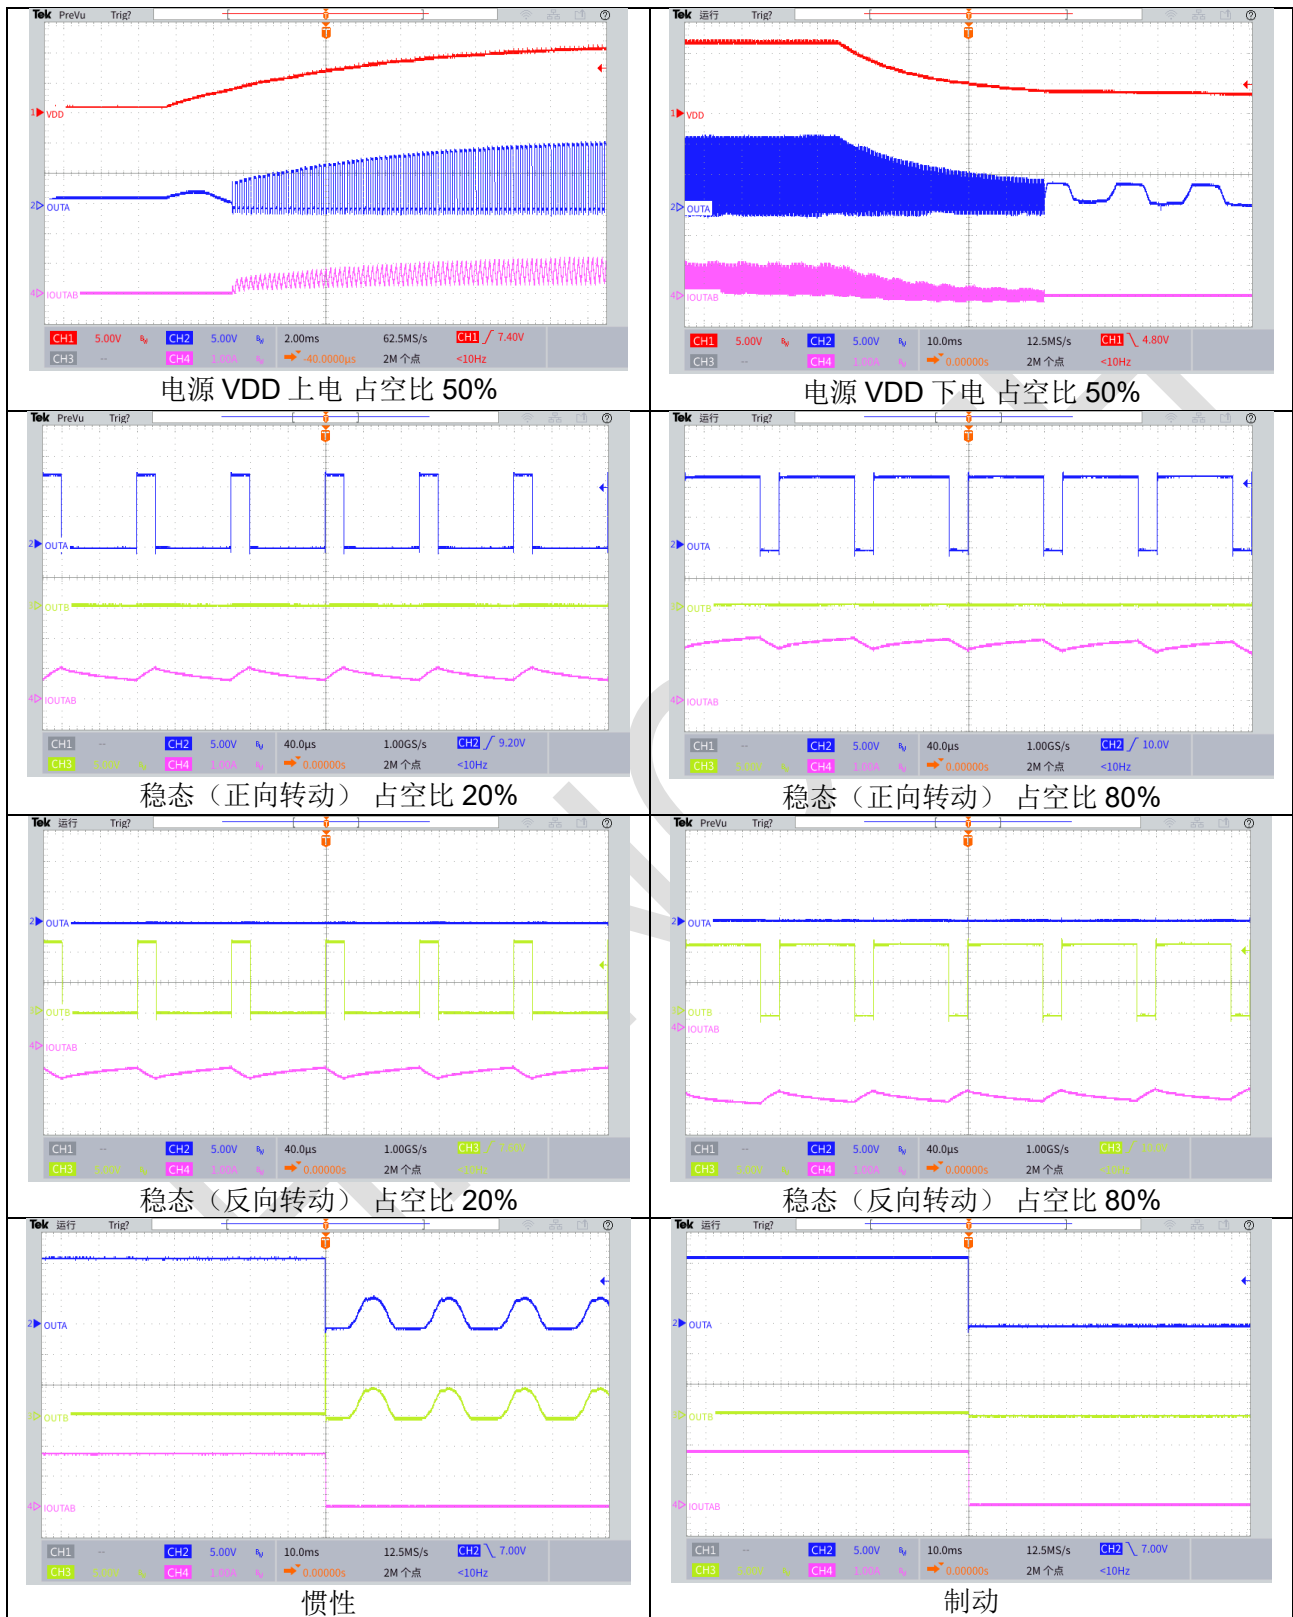 Tek PreVu Trig?
VDD
OUTA
IOUTAB
CH1 5.00V CH2 5.00V 2.00ms 62.5MS/s CH1 7.40V
CH3 -- CH4 1.00A -40.0000μs 2M 个点 <10Hz
电源 VDD 上电 占空比 50%
Tek 运行 Trig?
VDD
OUTA
IOUTAB
CH1 5.00V CH2 5.00V 10.0ms 12.5MS/s CH1 4.80V
CH3 -- CH4 1.00A 0.00000s 2M 个点 <10Hz
电源 VDD 下电 占空比 50%
Tek PreVu Trig?
OUTA
OUTB
IOUTAB
CH1 -- CH2 5.00V 40.0μs 1.00GS/s CH2 9.20V
CH3 5.00V CH4 1.00A 0.00000s 2M 个点 <10Hz
稳态（正向转动） 占空比 20%
Tek 运行 Trig?
OUTA
OUTB
IOUTAB
CH1 -- CH2 5.00V 40.0μs 1.00GS/s CH2 10.0V
CH3 5.00V CH4 1.00A 0.00000s 2M 个点 <10Hz
稳态（正向转动） 占空比 80%
Tek 运行 Trig?
OUTA
OUTB
IOUTAB
CH1 -- CH2 5.00V 40.0μs 1.00GS/s CH3 7.60V
CH3 5.00V CH4 1.00A 0.00000s 2M 个点 <10Hz
稳态（反向转动） 占空比 20%
Tek PreVu Trig?
OUTA
OUTB
IOUTAB
CH1 -- CH2 5.00V 40.0μs 1.00GS/s CH3 10.0V
CH3 5.00V CH4 1.00A 0.00000s 2M 个点 <10Hz
稳态（反向转动） 占空比 80%
Tek 运行 Trig?
OUTA
OUTB
IOUTAB
CH1 -- CH2 5.00V 10.0ms 12.5MS/s CH2 7.00V
CH3 5.00V CH4 1.00A 0.00000s 2M 个点 <10Hz
惯性
Tek 运行 Trig?
OUTA
OUTB
IOUTAB
CH1 -- CH2 5.00V 10.0ms 12.5MS/s CH2 7.00V
CH3 5.00V CH4 1.00A 0.00000s 2M 个点 <10Hz
制动